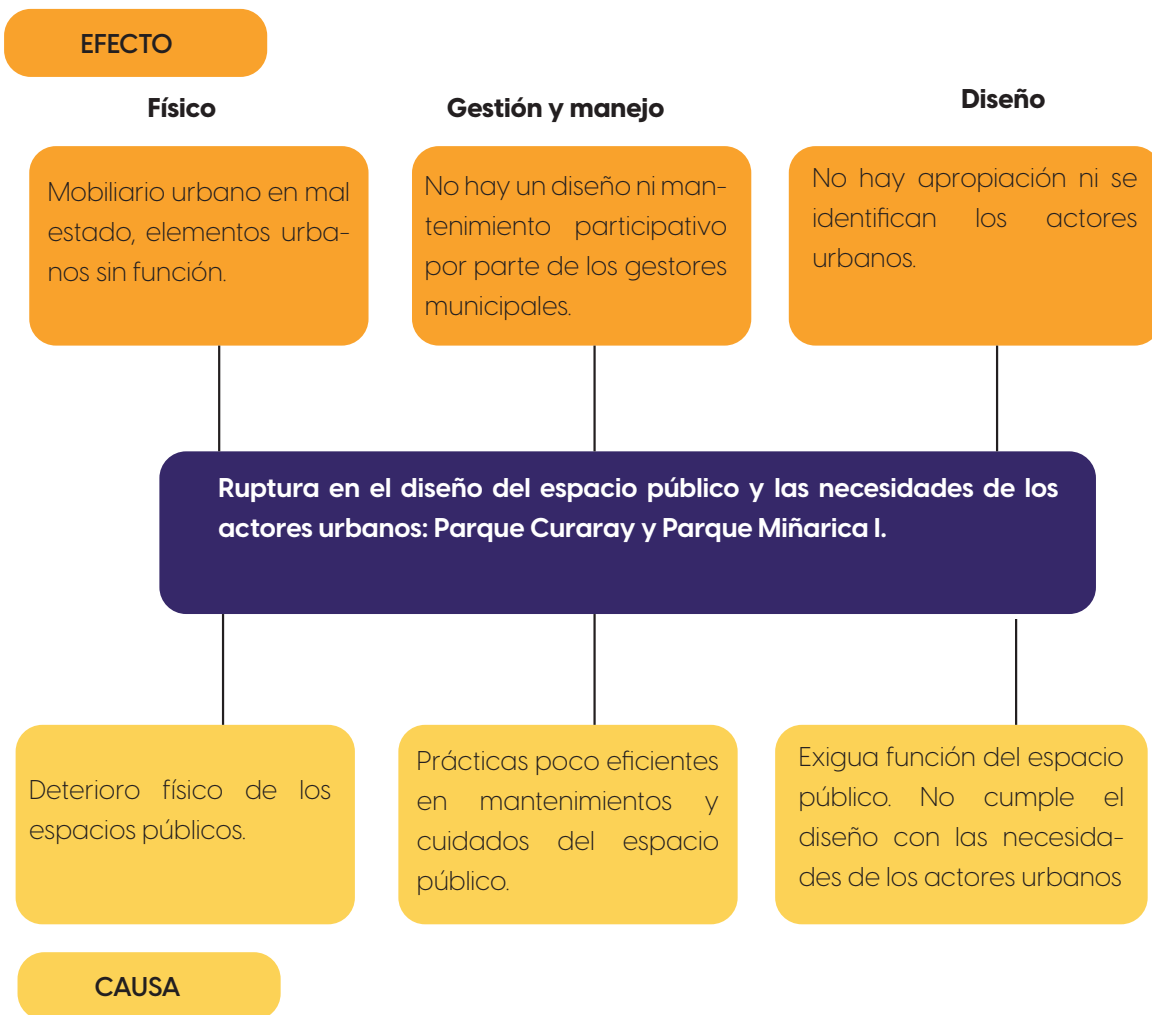 EFECTO
Físico
Gestión y manejo
Diseño
Mobiliario urbano en mal
estado, elementos urba-
nos sin función.
No hay un diseño ni man-
tenimiento participativo
por parte de los gestores
municipales.
No hay apropiación ni se
identifican los actores
urbanos.
Ruptura en el diseño del espacio público y las necesidades de los
actores urbanos: Parque Curaray y Parque Miñarica I.
Deterioro físico de los
espacios públicos.
Prácticas poco eficientes
en mantenimientos y
cuidados del espacio
público.
Exigua función del espacio
público. No cumple el
diseño con las necesida-
des de los actores urbanos
CAUSA